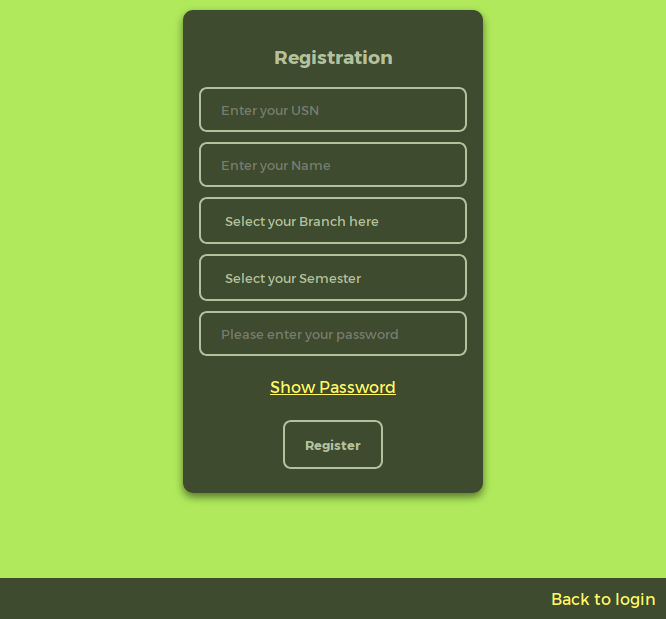 Registration
Enter your USN
Enter your Name
Select your Branch here
Select your Semester
Please enter your password
Show Password
Register
Back to login